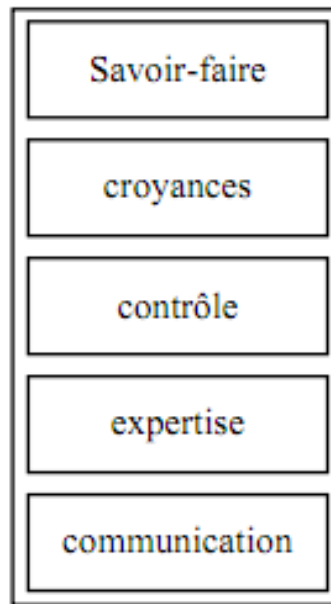 Savoir-faire
croyances
contrôle
expertise
communication